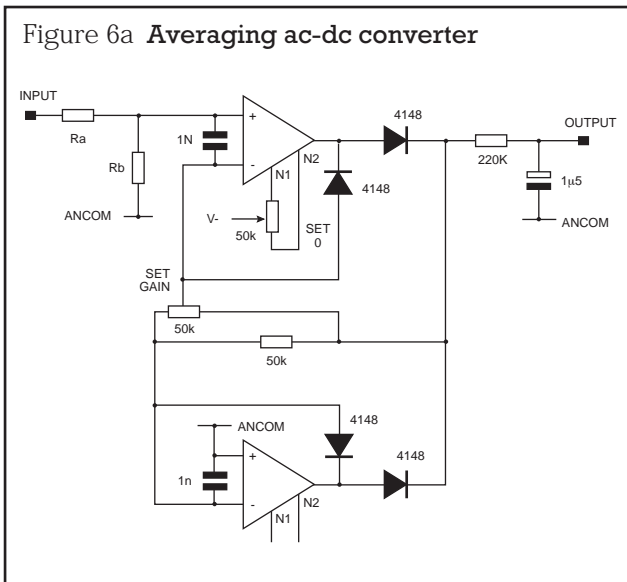 Figure 6a Averaging ac-dc converter
INPUT
4148
OUTPUT
+
1N
Ra
-
N2
220K
Rb
N1
4148
1µ5
ANCOM
V-
50k
SET
0
ANCOM
SET
GAIN
50k
50k
4148
ANCOM
4148
+
1n
-
N2
N1